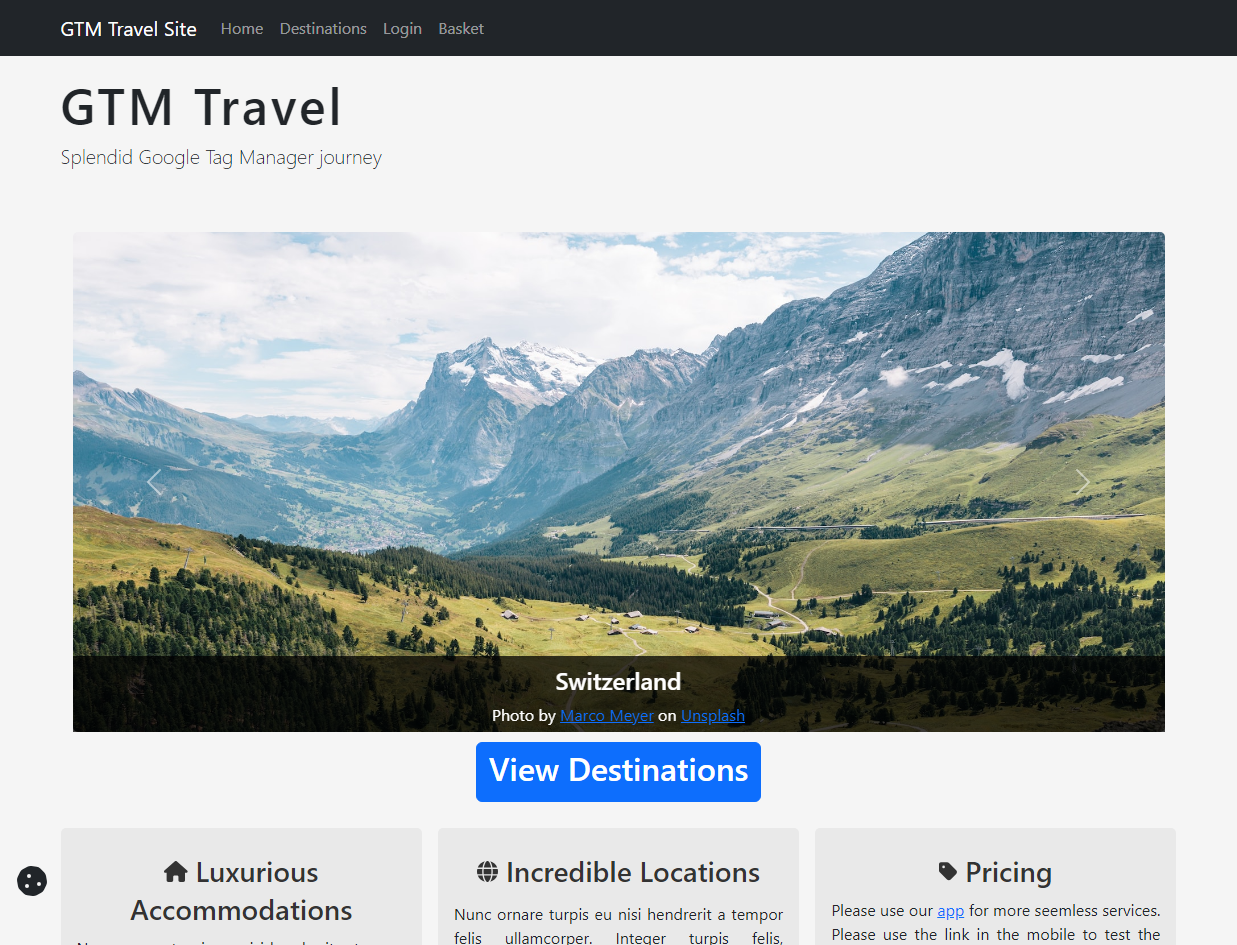 GTM Travel Site Home Destinations Login Basket
GTM Travel
Splendid Google Tag Manager journey
Switzerland
Photo by Marco Meyer on Unsplash
View Destinations
Luxurious
Accommodations
Incredible Locations
Nunc ornare turpis eu nisi hendrerit a tempor
felis ullamcorper. Integer turpis felis,
Pricing
Please use our app for more seemless services.
Please use the link in the mobile to test the